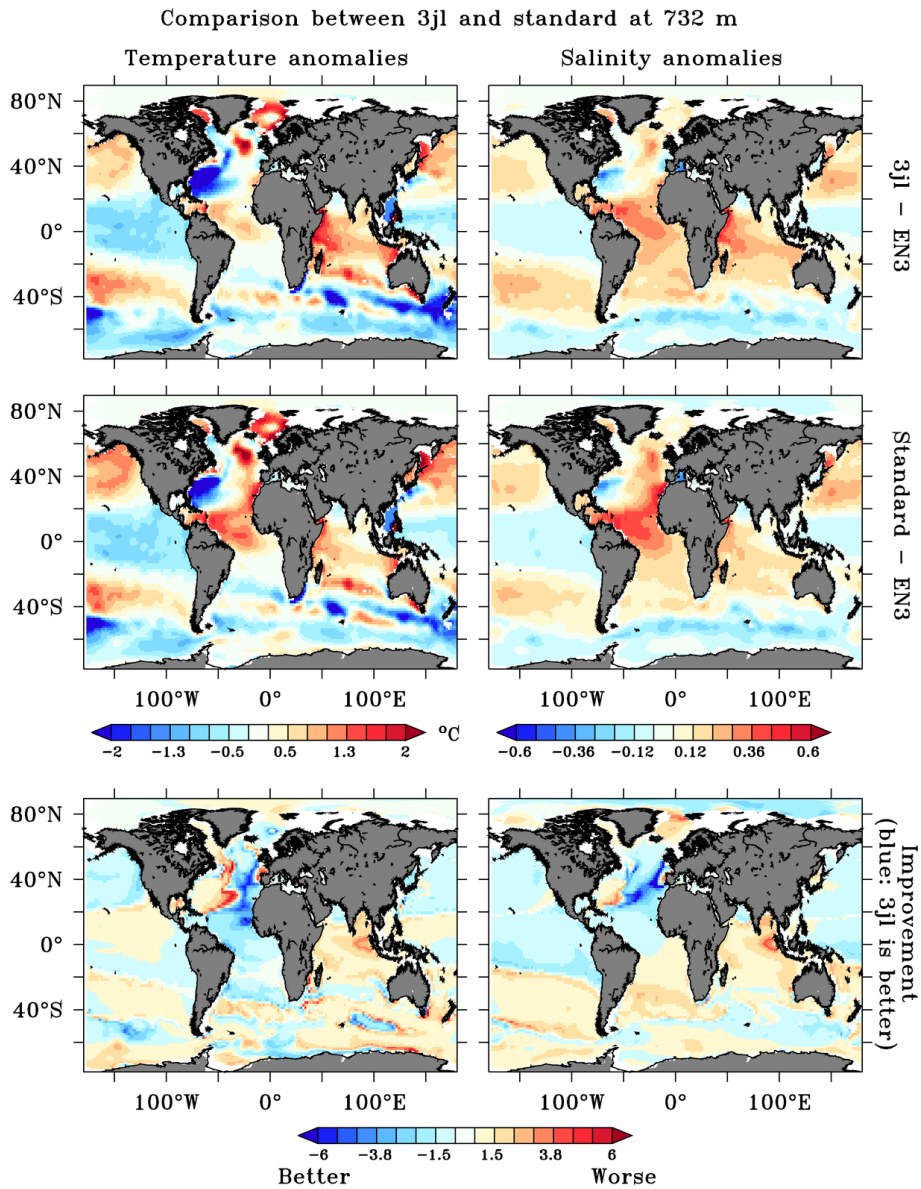 Comparison between 3jl and standard at 732 m
Temperature anomalies
Salinity anomalies
80°N
40°N
0°
40°S
3jl − EN3
80°N
40°N
0°
40°S
Standard − EN3
100°W 0° 100°E
100°W 0° 100°E
−2 −1.3 −0.5 0.5 1.3 2
°C
−0.6 −0.36 −0.12 0.12 0.36 0.6
80°N
40°N
0°
40°S
Improvement
(blue: 3jl is better)
100°W 0° 100°E
100°W 0° 100°E
−6 −3.8 −1.5 1.5 3.8 6
Better Worse